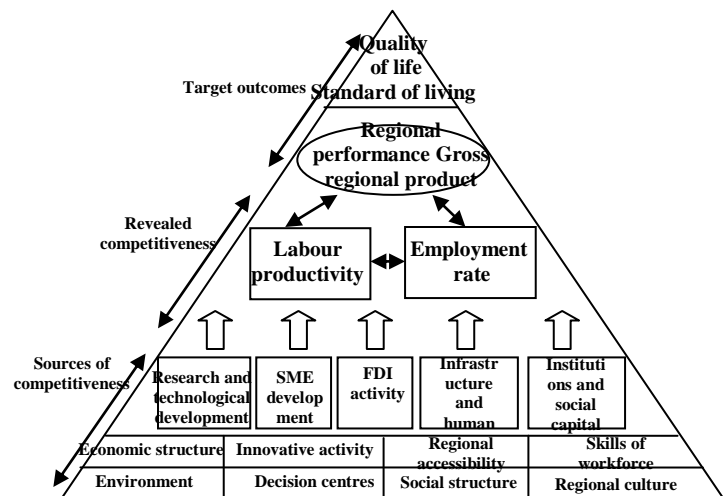 Quality
of life
Standard of living
Target outcomes
Regional
performance Gross
regional product
Revealed
competitiveness
Labour
productivity
Employment
rate
Sources of
competitiveness
Research and
technological
development
SME
develop
ment
FDI
activity
Infrastr
ucture
and
human
Instituti
ons and
social
capital
Economic structure
Innovative activity
Regional
accessibility
Skills of
workforce
Environment
Decision centres
Social structure
Regional culture